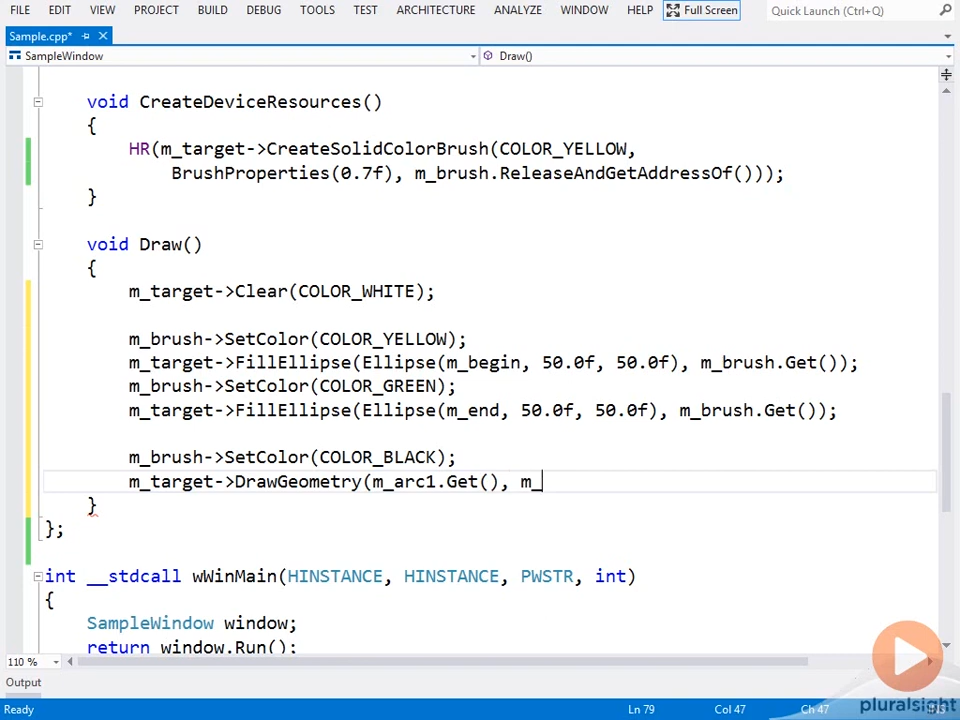 FILE EDIT VIEW PROJECT BUILD DEBUG TOOLS TEST ARCHITECTURE ANALYZE WINDOW HELP Full Screen Quick Launch (Ctrl+Q)
Sample.cpp*
SampleWindow Draw()
void CreateDeviceResources()
{
HR(m_target->CreateSolidColorBrush(COLOR_YELLOW,
BrushProperties(0.7f), m_brush.ReleaseAndGetAddressOf()));
}
void Draw()
{
m_target->Clear(COLOR_WHITE);
m_brush->SetColor(COLOR_YELLOW);
m_target->FillEllipse(Ellipse(m_begin, 50.0f, 50.0f), m_brush.Get());
m_brush->SetColor(COLOR_GREEN);
m_target->FillEllipse(Ellipse(m_end, 50.0f, 50.0f), m_brush.Get());
m_brush->SetColor(COLOR_BLACK);
m_target->DrawGeometry(m_arc1.Get(), m_
}
};
int __stdcall wWinMain(HINSTANCE, HINSTANCE, PWSTR, int)
{
SampleWindow window;
return window.Run();
110 %
Output
Ready Ln 79 Col 47 Ch 47
pluralsight